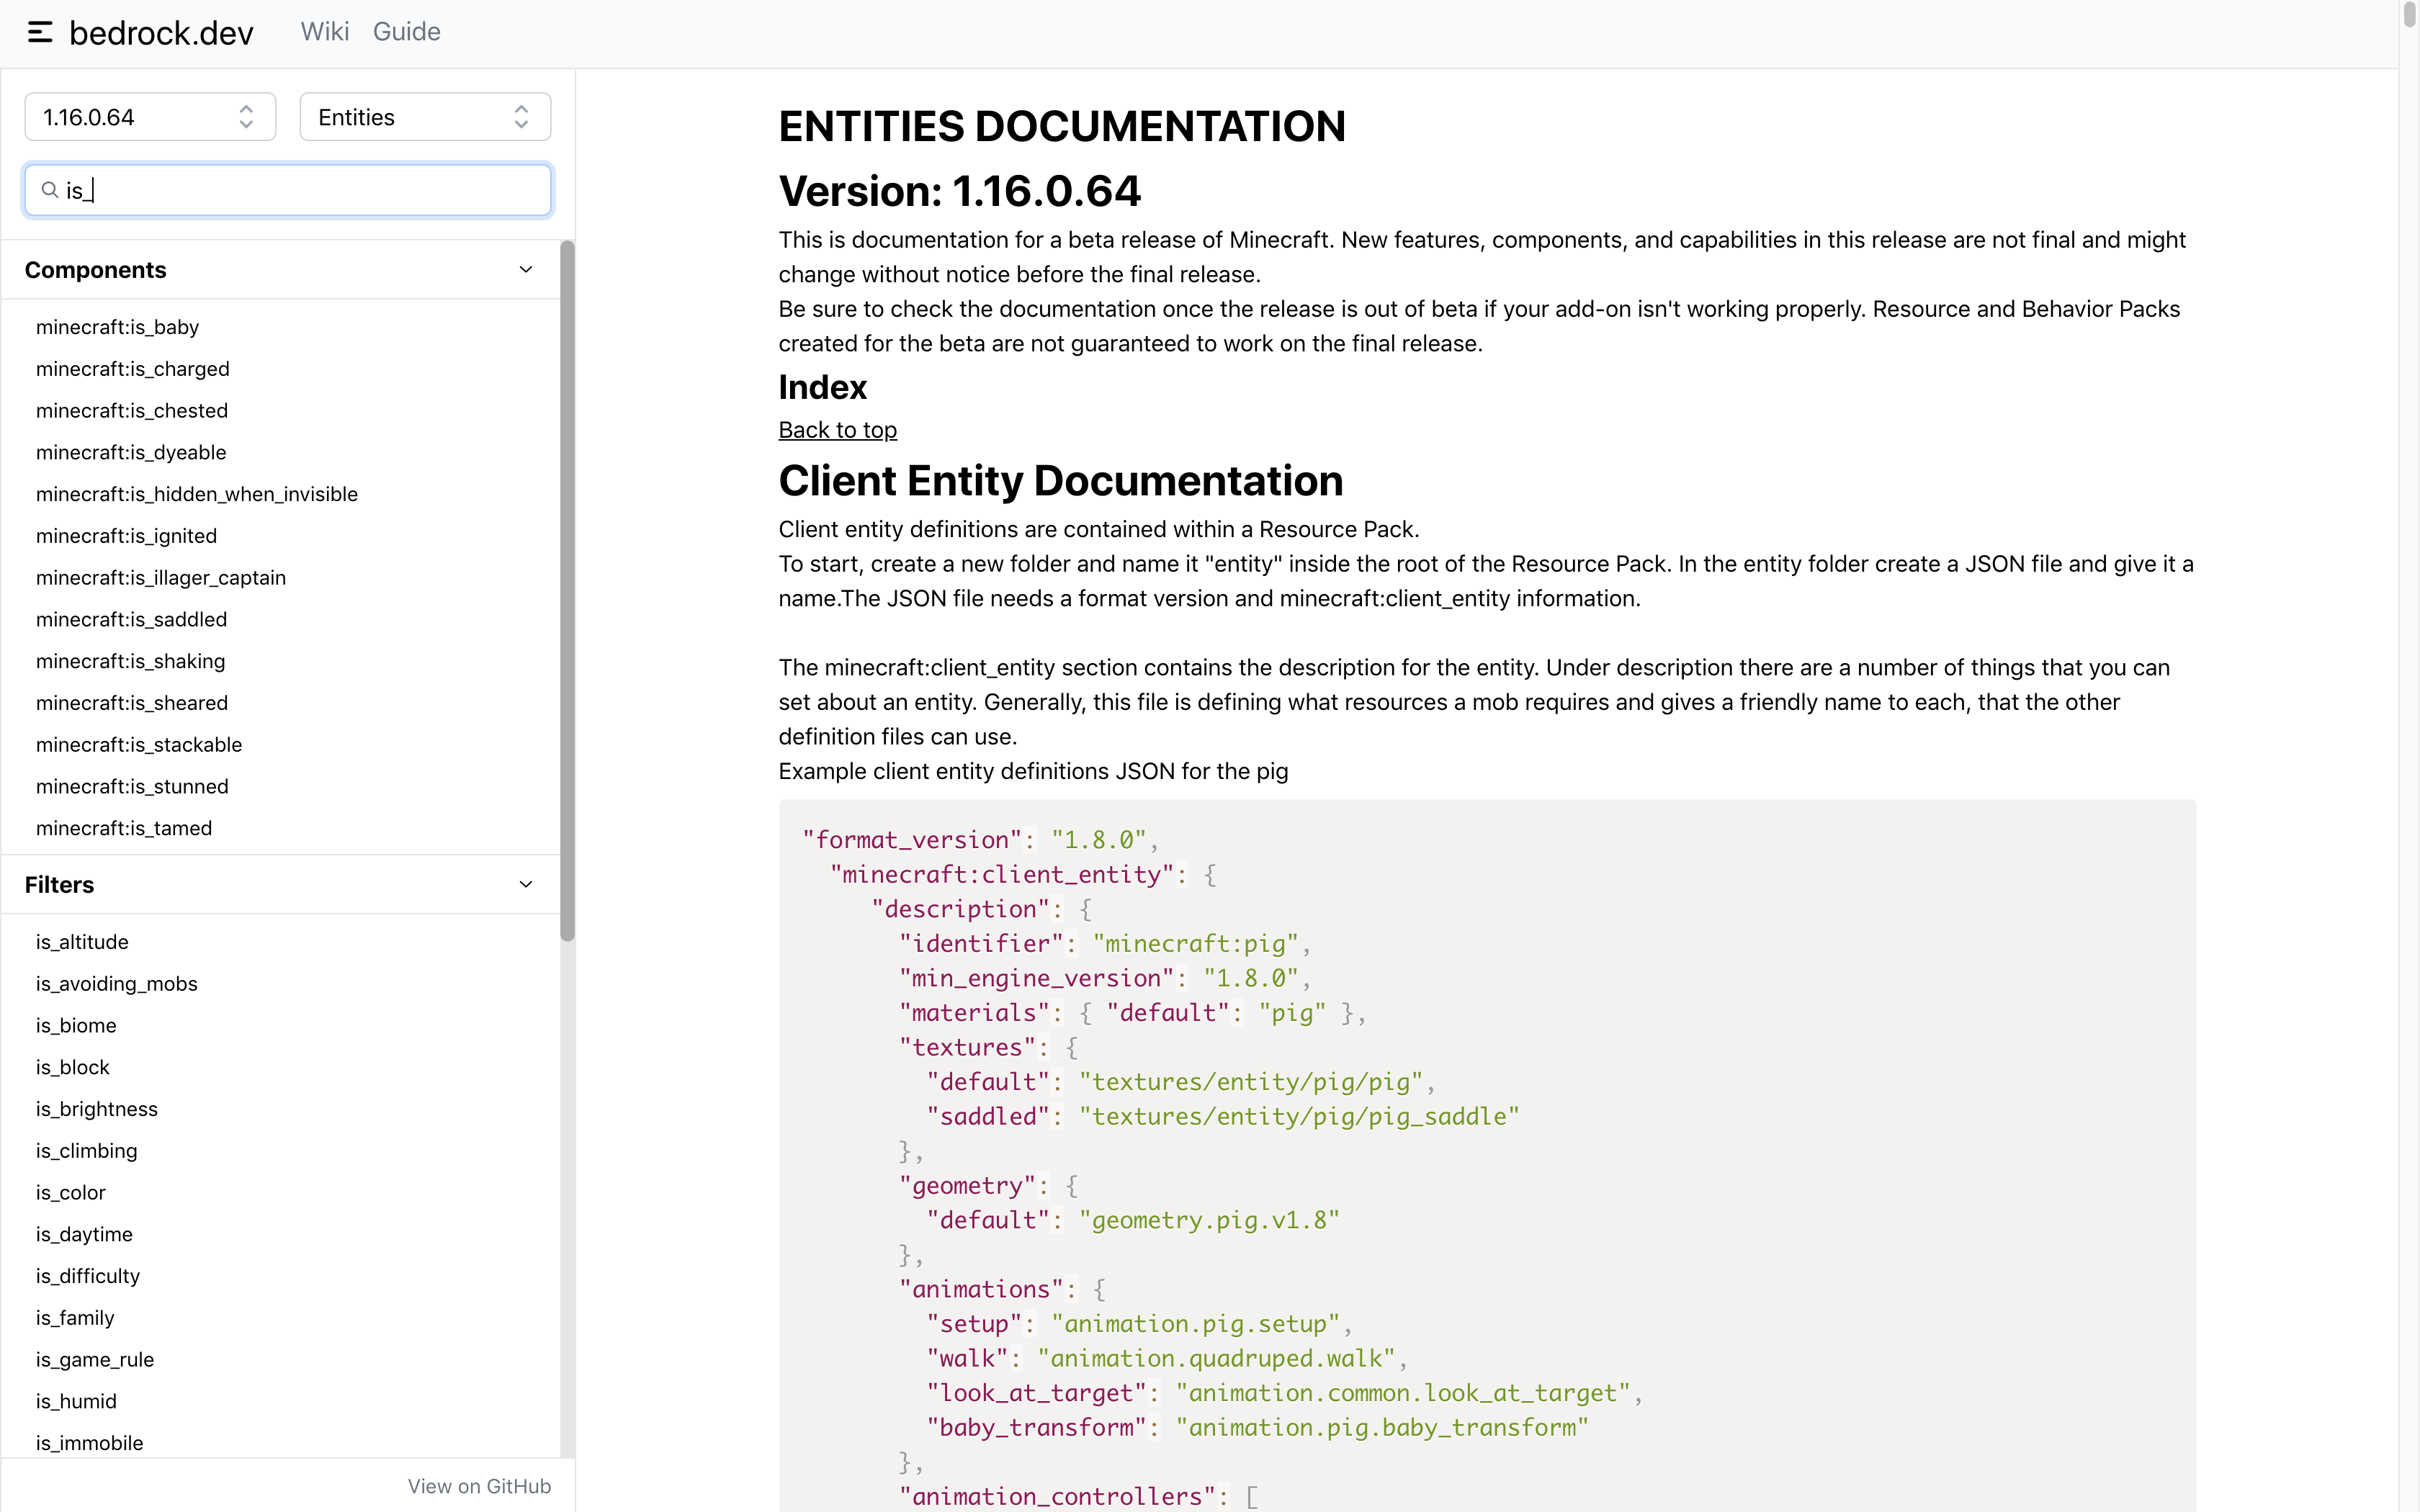 bedrock.dev Wiki Guide
1.16.0.64 Entities
is_
Components
minecraft:is_baby
minecraft:is_charged
minecraft:is_chested
minecraft:is_dyeable
minecraft:is_hidden_when_invisible
minecraft:is_ignited
minecraft:is_illager_captain
minecraft:is_saddled
minecraft:is_shaking
minecraft:is_sheared
minecraft:is_stackable
minecraft:is_stunned
minecraft:is_tamed
Filters
is_altitude
is_avoiding_mobs
is_biome
is_block
is_brightness
is_climbing
is_color
is_daytime
is_difficulty
is_family
is_game_rule
is_humid
is_immobile
View on GitHub
ENTITIES DOCUMENTATION
Version: 1.16.0.64
This is documentation for a beta release of Minecraft. New features, components, and capabilities in this release are not final and might
change without notice before the final release.
Be sure to check the documentation once the release is out of beta if your add-on isn't working properly. Resource and Behavior Packs
created for the beta are not guaranteed to work on the final release.
Index
Back to top
Client Entity Documentation
Client entity definitions are contained within a Resource Pack.
To start, create a new folder and name it "entity" inside the root of the Resource Pack. In the entity folder create a JSON file and give it a
name.The JSON file needs a format version and minecraft:client_entity information.
The minecraft:client_entity section contains the description for the entity. Under description there are a number of things that you can
set about an entity. Generally, this file is defining what resources a mob requires and gives a friendly name to each, that the other
definition files can use.
Example client entity definitions JSON for the pig
"format_version": "1.8.0",
"minecraft:client_entity": {
"description": {
"identifier": "minecraft:pig",
"min_engine_version": "1.8.0",
"materials": { "default": "pig" },
"textures": {
"default": "textures/entity/pig/pig",
"saddled": "textures/entity/pig/pig_saddle"
},
"geometry": {
"default": "geometry.pig.v1.8"
},
"animations": {
"setup": "animation.pig.setup",
"walk": "animation.quadruped.walk",
"look_at_target": "animation.common.look_at_target",
"baby_transform": "animation.pig.baby_transform"
},
"animation_controllers": [